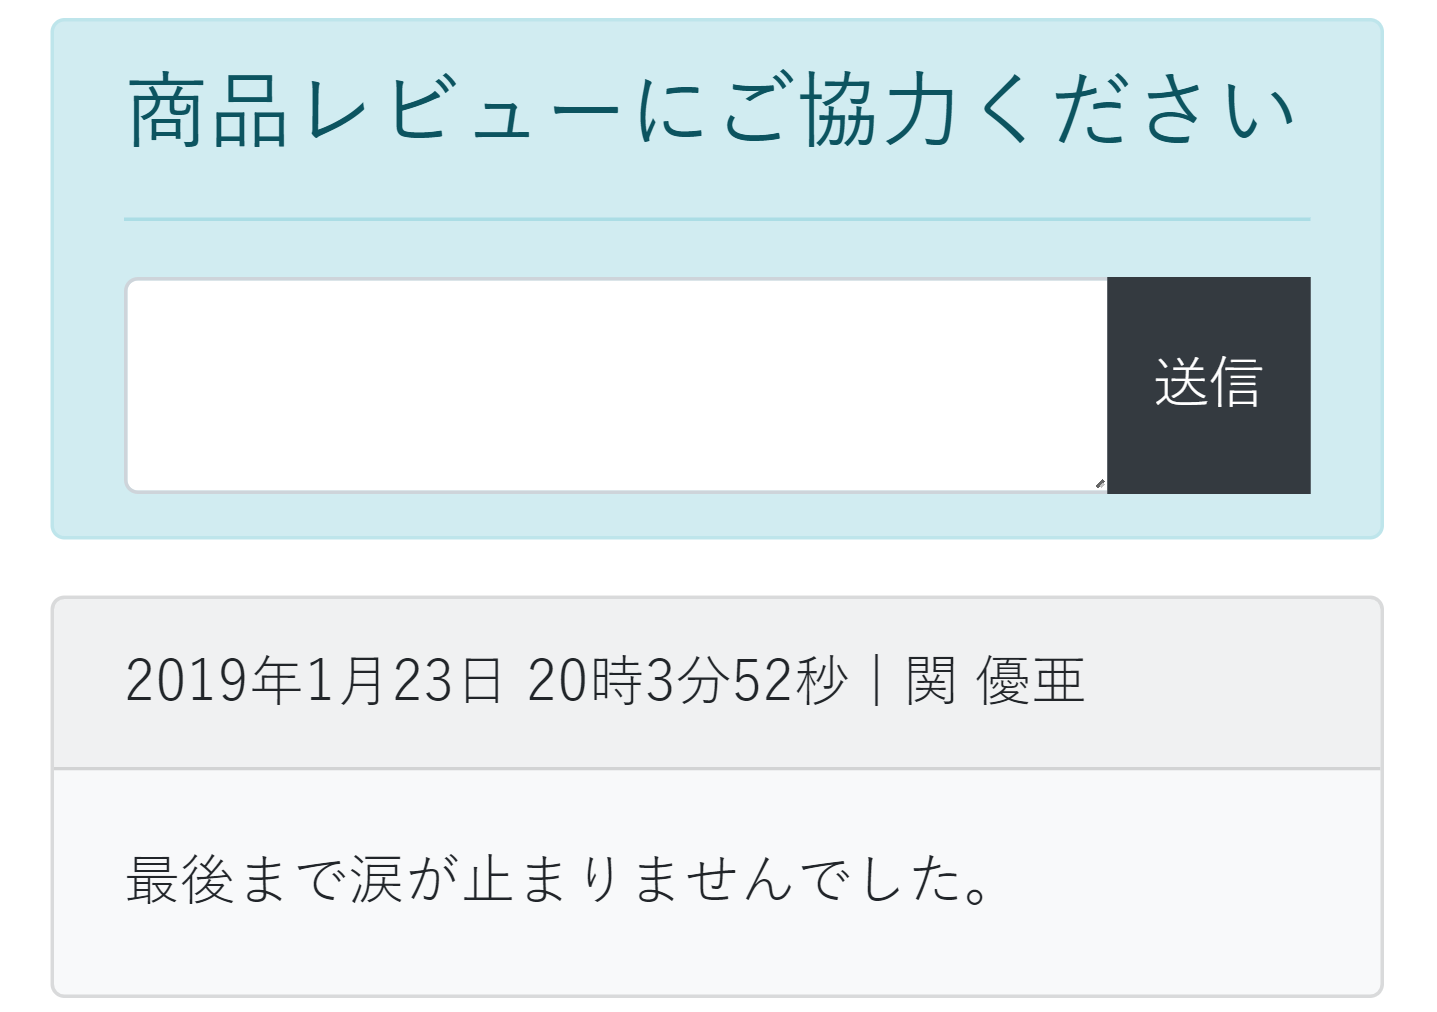 商品レビューにご協力ください
送信
2019年1月23日 20時3分52秒 | 関 優亜
最後まで涙が止まりませんでした。